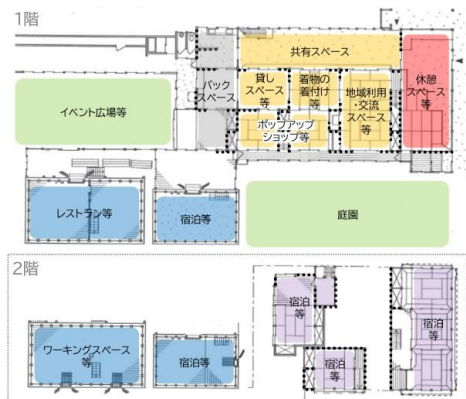 1階
共有スペース
バック
スペース
貸し
スペース
等
着物の
着付け
等
地域利用
・交流
スペース
等
休憩
スペース
等
イベント広場等
ポップアップ
ショップ等
レストラン等
宿泊等
庭園
2階
宿泊
等
宿泊
等
ワーキングスペース
等
宿泊等
宿泊
等